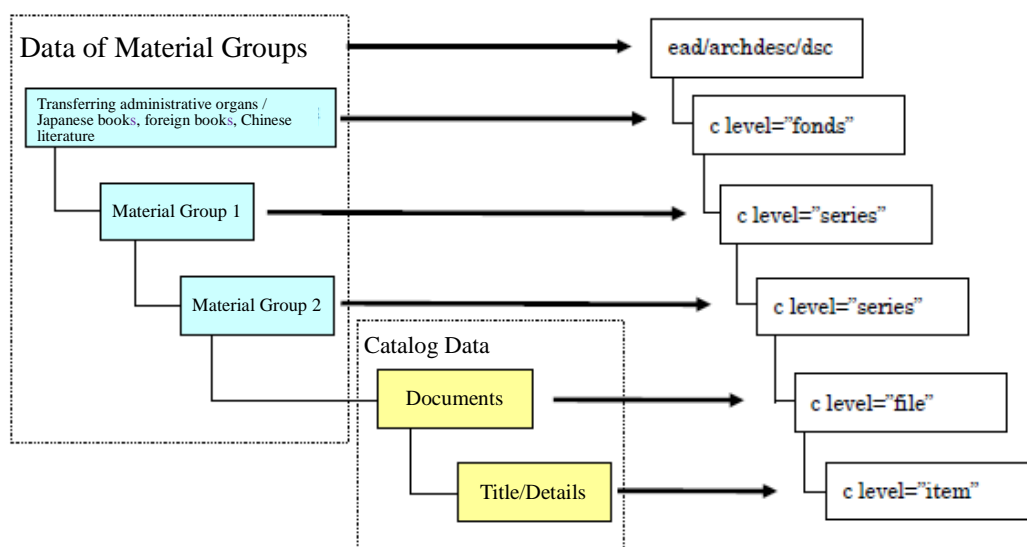 Data of Material Groups
ead/archdesc/dsc
Transferring administrative organs /
Japanese books, foreign books, Chinese
literature
c level="fonds”
Material Group 1
c level=”series”
Material Group 2
c level=”series”
Catalog Data
Documents
c level=”file”
Title/Details
c level=”item”